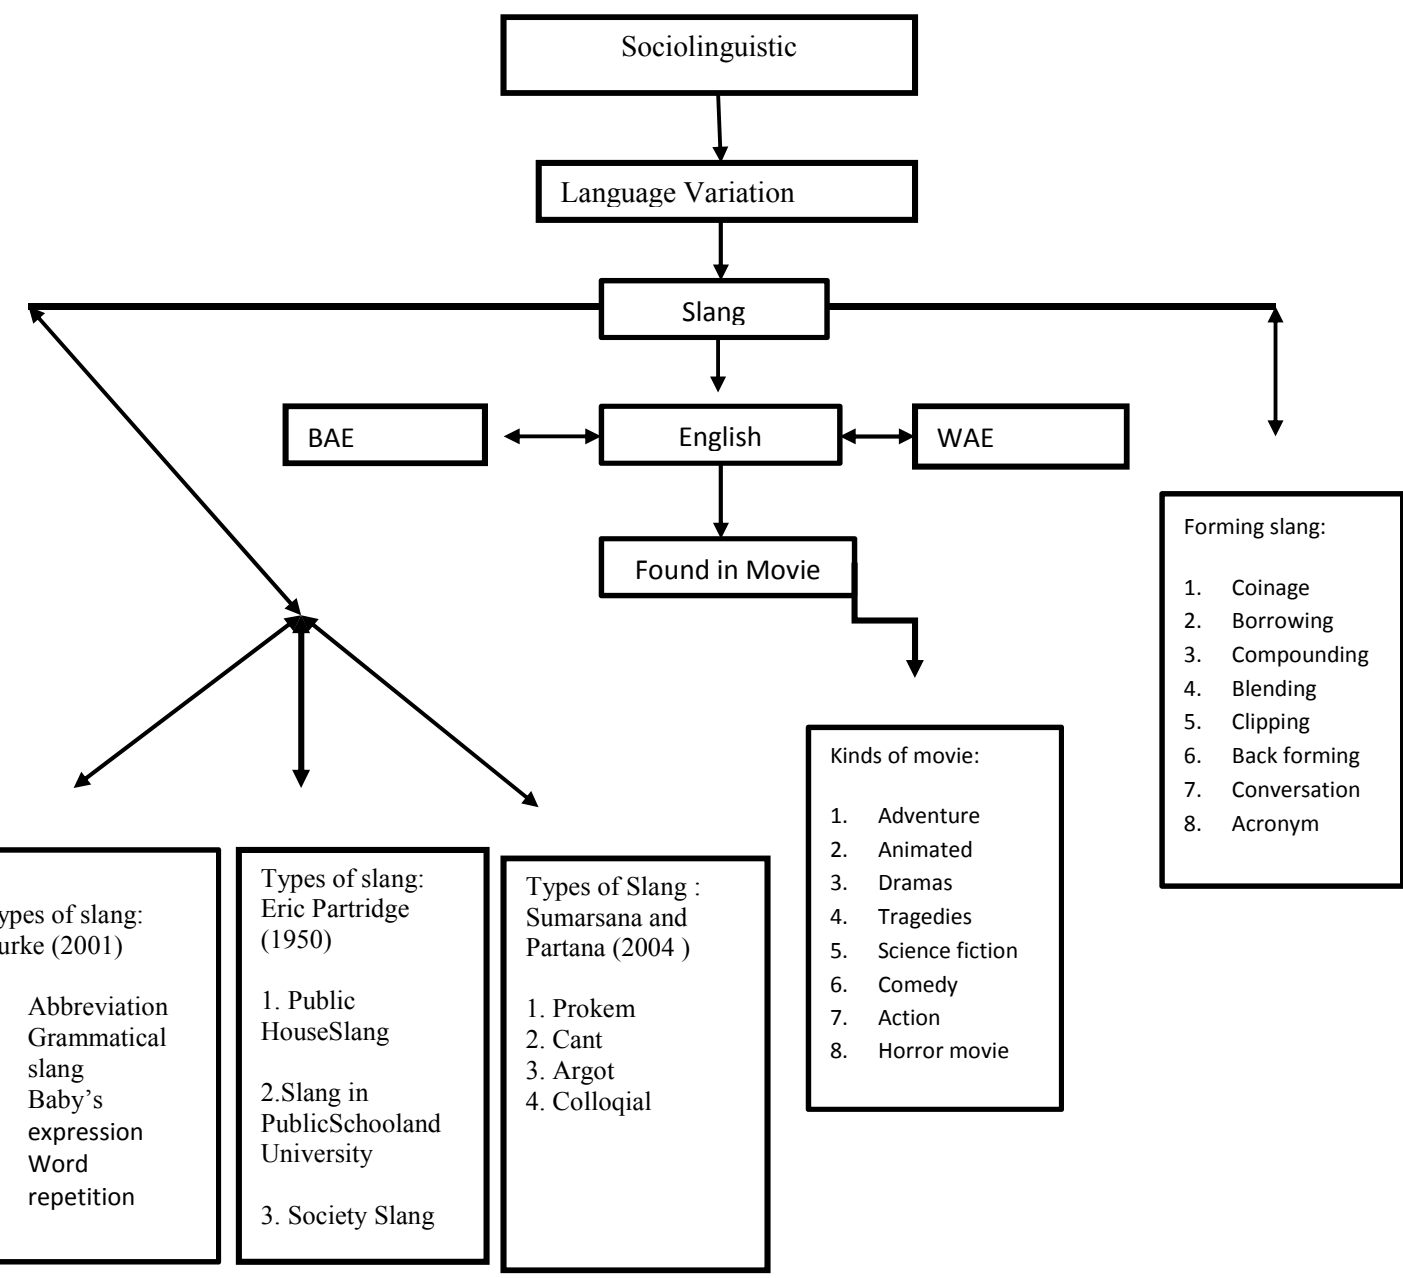 Sociolinguistic
Language Variation
Slang
BAE
English
WAE
Found in Movie
Forming slang:
1. Coinage
2. Borrowing
3. Compounding
4. Blending
5. Clipping
6. Back forming
7. Conversation
8. Acronym
Kinds of movie:
1. Adventure
2. Animated
3. Dramas
4. Tragedies
5. Science fiction
6. Comedy
7. Action
8. Horror movie
ypes of slang:
urke (2001)
Abbreviation
Grammatical
slang
Baby’s
expression
Word
repetition
Types of slang:
Eric Partridge
(1950)
1. Public
HouseSlang
2.Slang in
PublicSchooland
University
3. Society Slang
Types of Slang :
Sumarsana and
Partana (2004 )
1. Prokem
2. Cant
3. Argot
4. Colloqial